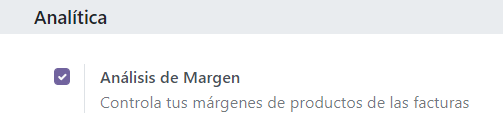 Analítica
Análisis de Margen
Controla tus márgenes de productos de las facturas